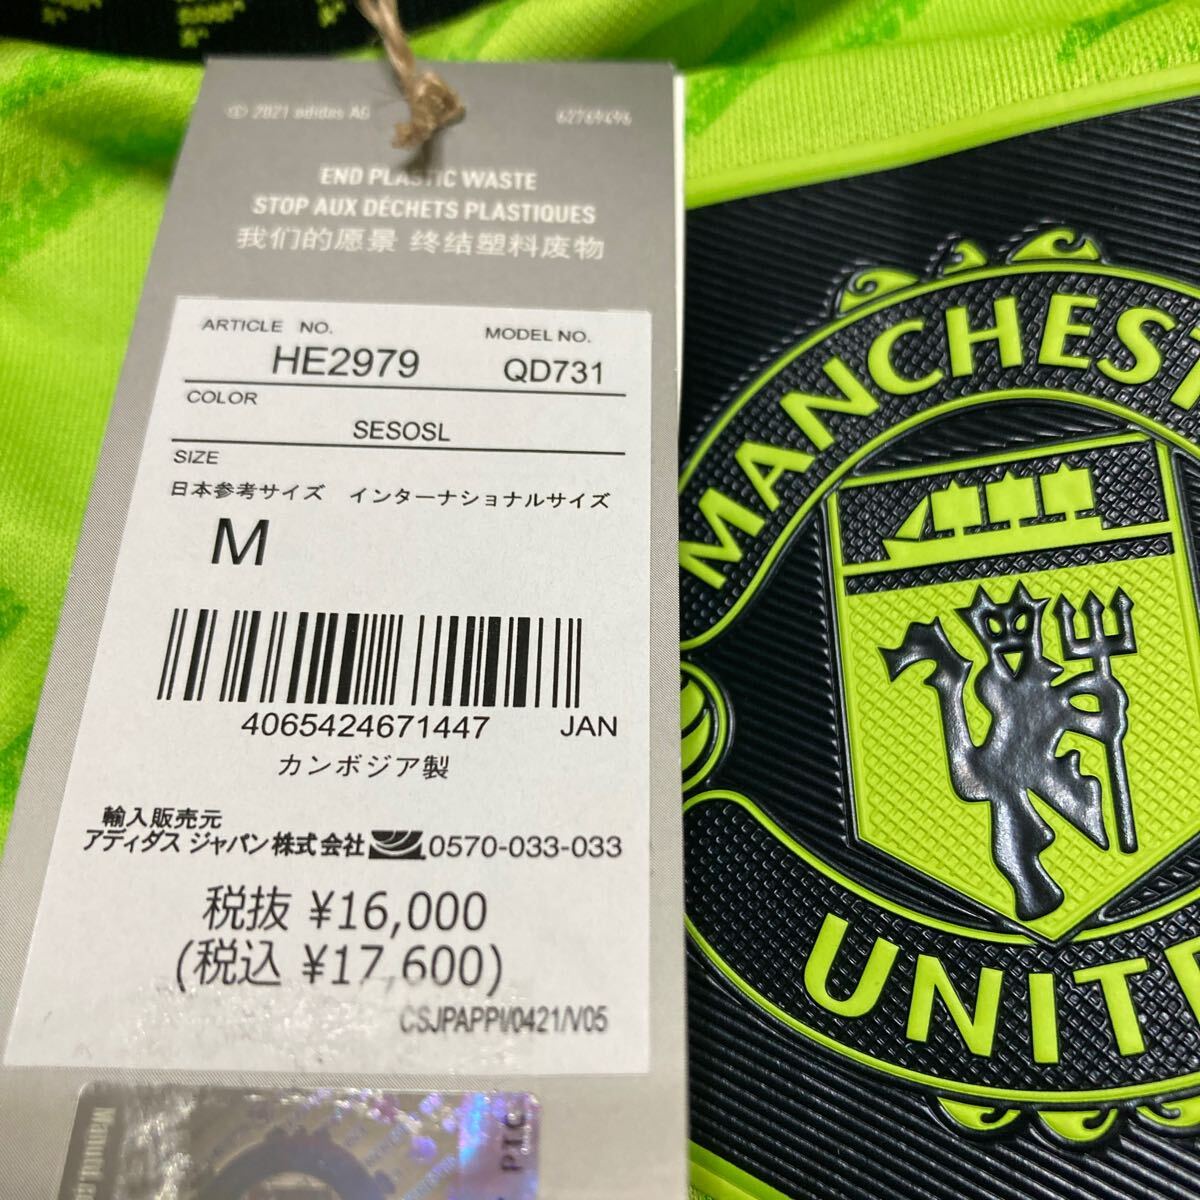 © 2021 adidas AG 62769496
END PLASTIC WASTE
STOP AUX DÉCHETS PLASTIQUES
我们的愿景 终结塑料废物
ARTICLE NO. MODEL NO.
HE2979 QD731
COLOR
SESOSL
SIZE
日本参考サイズ インターナショナルサイズ
M
4065424671447 JAN
カンボジア製
輸入販売元
アディダス ジャパン株式会社 0570-033-033
税抜 ¥16,000
(税込 ¥17,600)
CSJPAPPI/0421/V05
MANCHEST
UNITE